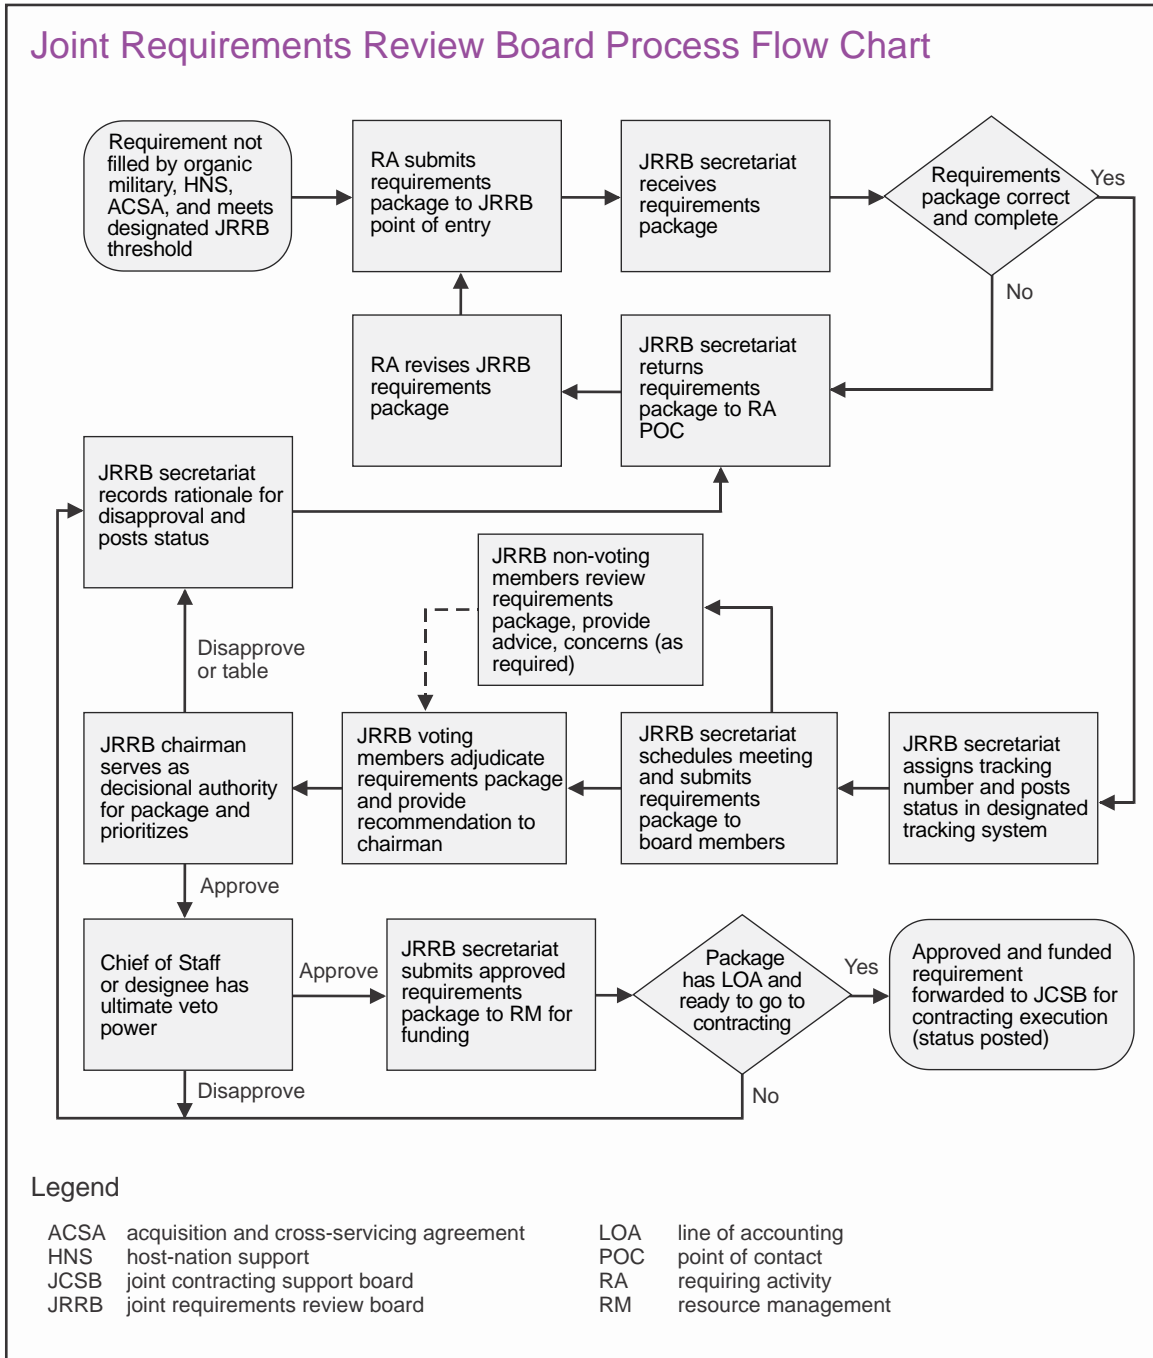 Joint Requirements Review Board Process Flow Chart
Requirement not
filled by organic
military, HNS,
ACSA, and meets
designated JRRB
threshold
RA submits
requirements
package to JRRB
point of entry
JRRB secretariat
receives
requirements
package
Requirements
package correct
and complete
Yes
No
RA revises JRRB
requirements
package
JRRB secretariat
returns
requirements
package to RA
POC
JRRB secretariat
records rationale for
disapproval and
posts status
JRRB non-voting
members review
requirements
package, provide
advice, concerns (as
required)
Disapprove
or table
JRRB chairman
serves as
decisional authority
for package and
prioritizes
JRRB voting
members adjudicate
requirements package
and provide
recommendation to
chairman
JRRB secretariat
schedules meeting
and submits
requirements
package to
board members
JRRB secretariat
assigns tracking
number and posts
status in designated
tracking system
Approve
Chief of Staff
or designee has
ultimate veto
power
Approve
JRRB secretariat
submits approved
requirements
package to RM for
funding
Package
has LOA and
ready to go to
contracting
Yes
Approved and funded
requirement
forwarded to JCSB for
contracting execution
(status posted)
Disapprove
No
Legend
ACSA acquisition and cross-servicing agreement
HNS host-nation support
JCSB joint contracting support board
JRRB joint requirements review board
LOA line of accounting
POC point of contact
RA requiring activity
RM resource management